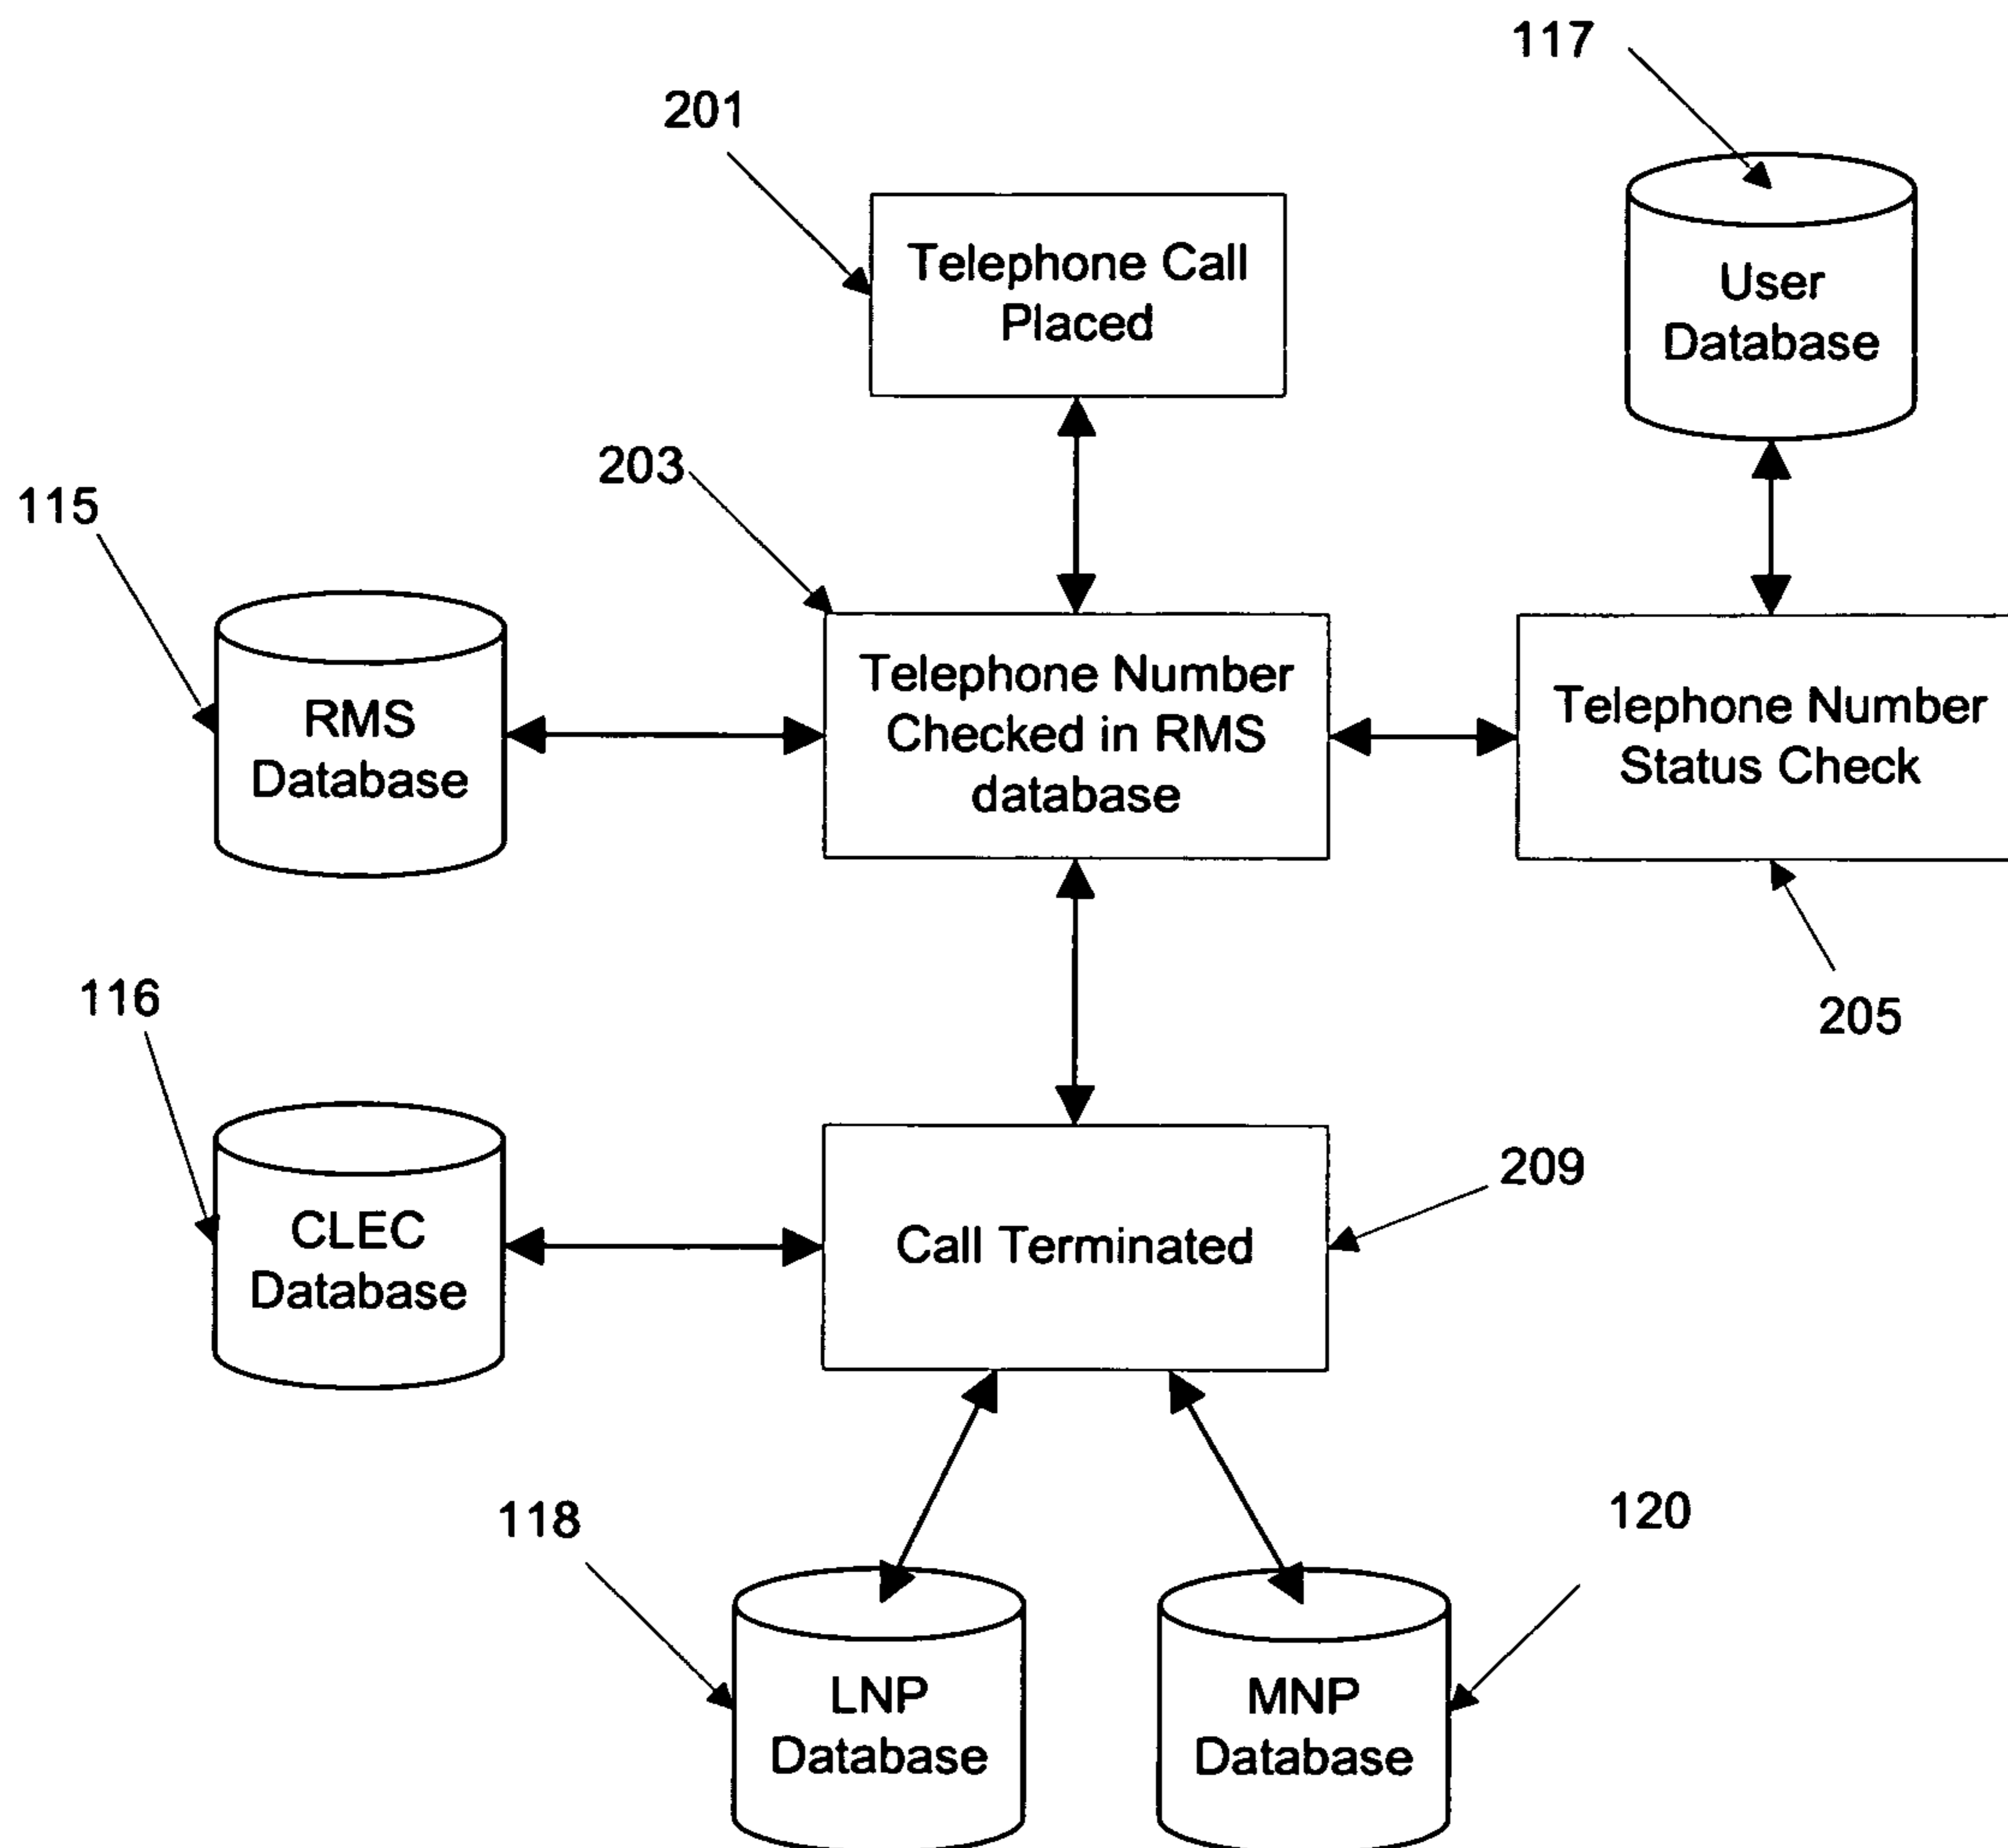 117
201
Telephone Call
Placed
User
Database
203
115
RMS
Database
Telephone Number
Checked in RMS
database
Telephone Number
Status Check
116
205
CLEC
Database
Call Terminated
209
118
120
LNP
Database
MNP
Database